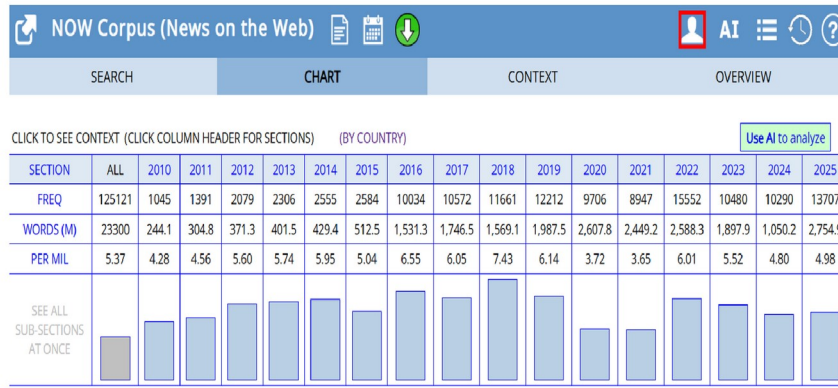 NOW Corpus (News on the Web) AI ?
SEARCH CHART CONTEXT OVERVIEW
CLICK TO SEE CONTEXT (CLICK COLUMN HEADER FOR SECTIONS) (BY COUNTRY) Use AI to analyze
SECTION ALL 2010 2011 2012 2013 2014 2015 2016 2017 2018 2019 2020 2021 2022 2023 2024 2025
FREQ 125121 1045 1391 2079 2306 2555 2584 10034 10572 11661 12212 9706 8947 15552 10480 10290 13707
WORDS (M) 23300 244.1 304.8 371.3 401.5 429.4 512.5 1,531.3 1,746.5 1,569.1 1,987.5 2,607.8 2,449.2 2,588.3 1,897.9 1,050.2 2,754.9
PER MIL 5.37 4.28 4.56 5.60 5.74 5.95 5.04 6.55 6.05 7.43 6.14 3.72 3.65 6.01 5.52 4.80 4.98
SEE ALL
SUB-SECTIONS
AT ONCE